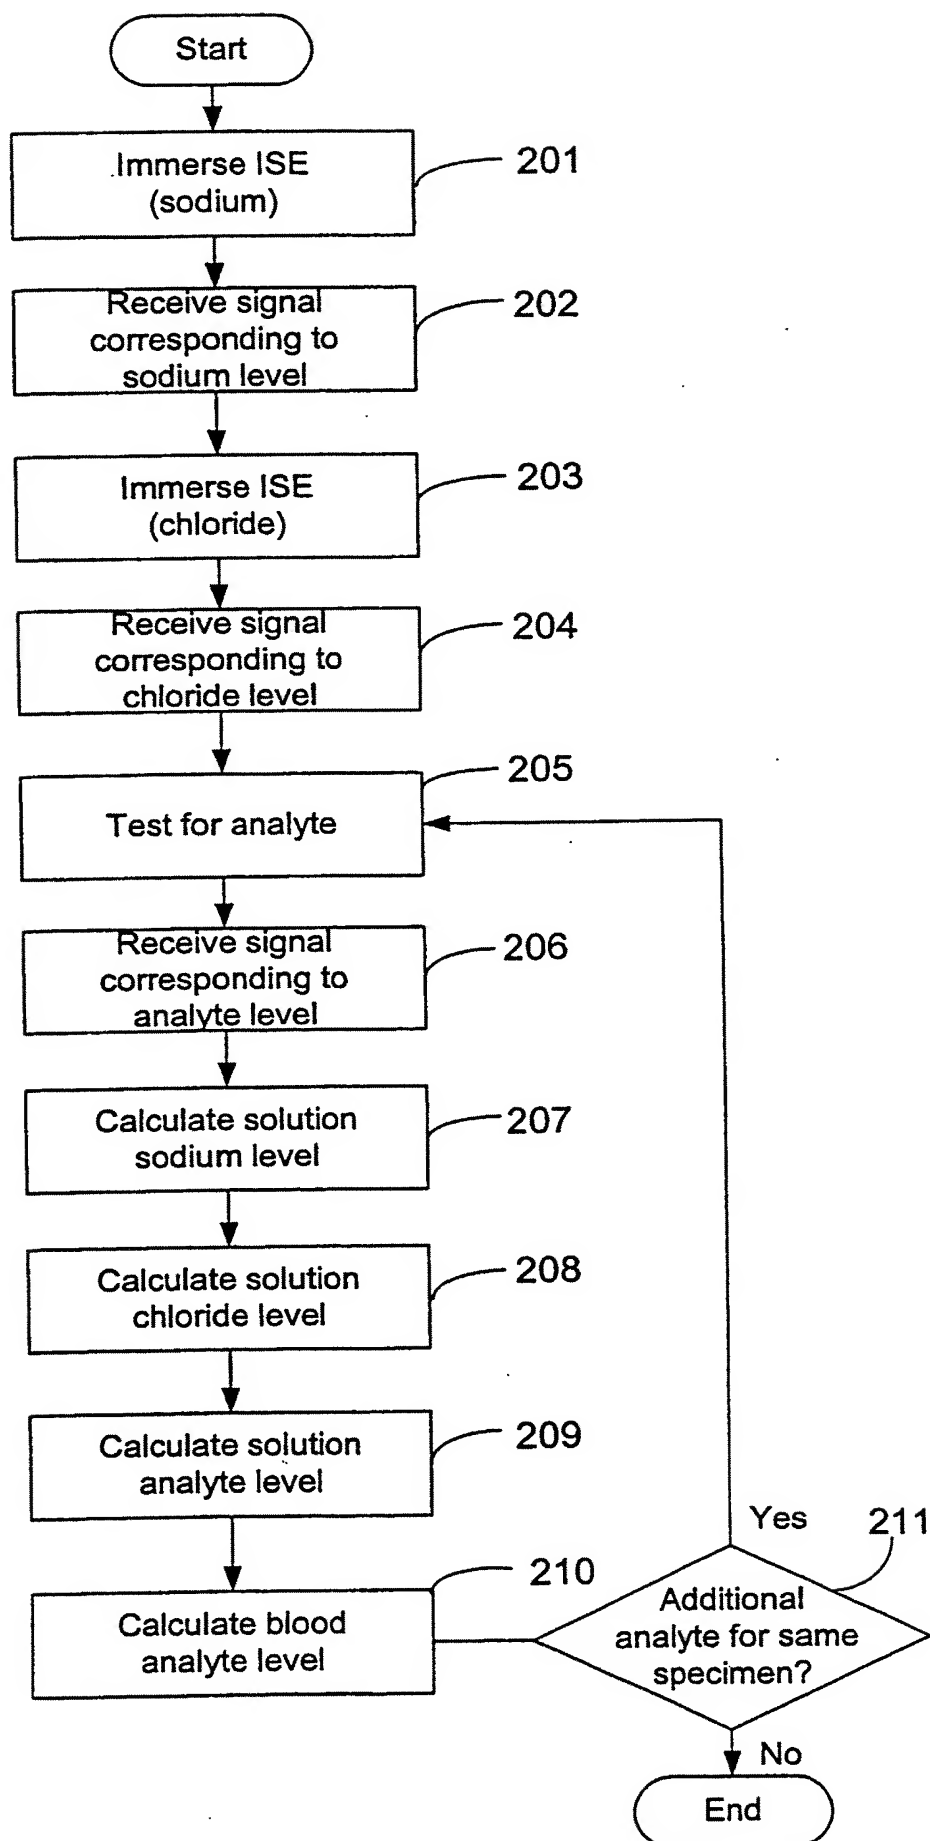 Start
Immerse ISE
(sodium)
201
Receive signal
corresponding to
sodium level
202
Immerse ISE
(chloride)
203
Receive signal
corresponding to
chloride level
204
Test for analyte
205
Receive signal
corresponding to
analyte level
206
Calculate solution
sodium level
207
Calculate solution
chloride level
208
Calculate solution
analyte level
209
Calculate blood
analyte level
210
Yes
211
Additional
analyte for same
specimen?
No
End